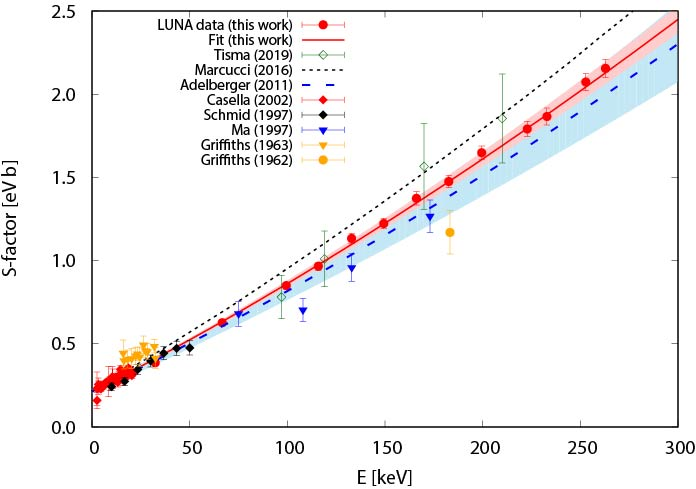 LUNA data (this work)
Fit (this work)
Tisma (2019)
Marcucci (2016)
Adelberger (2011)
Casella (2002)
Schmid (1997)
Ma (1997)
Griffiths (1963)
Griffiths (1962)
2.5
2.0
1.5
1.0
0.5
0.0
S-factor [eV b]
0 50 100 150 200 250 300
E [keV]